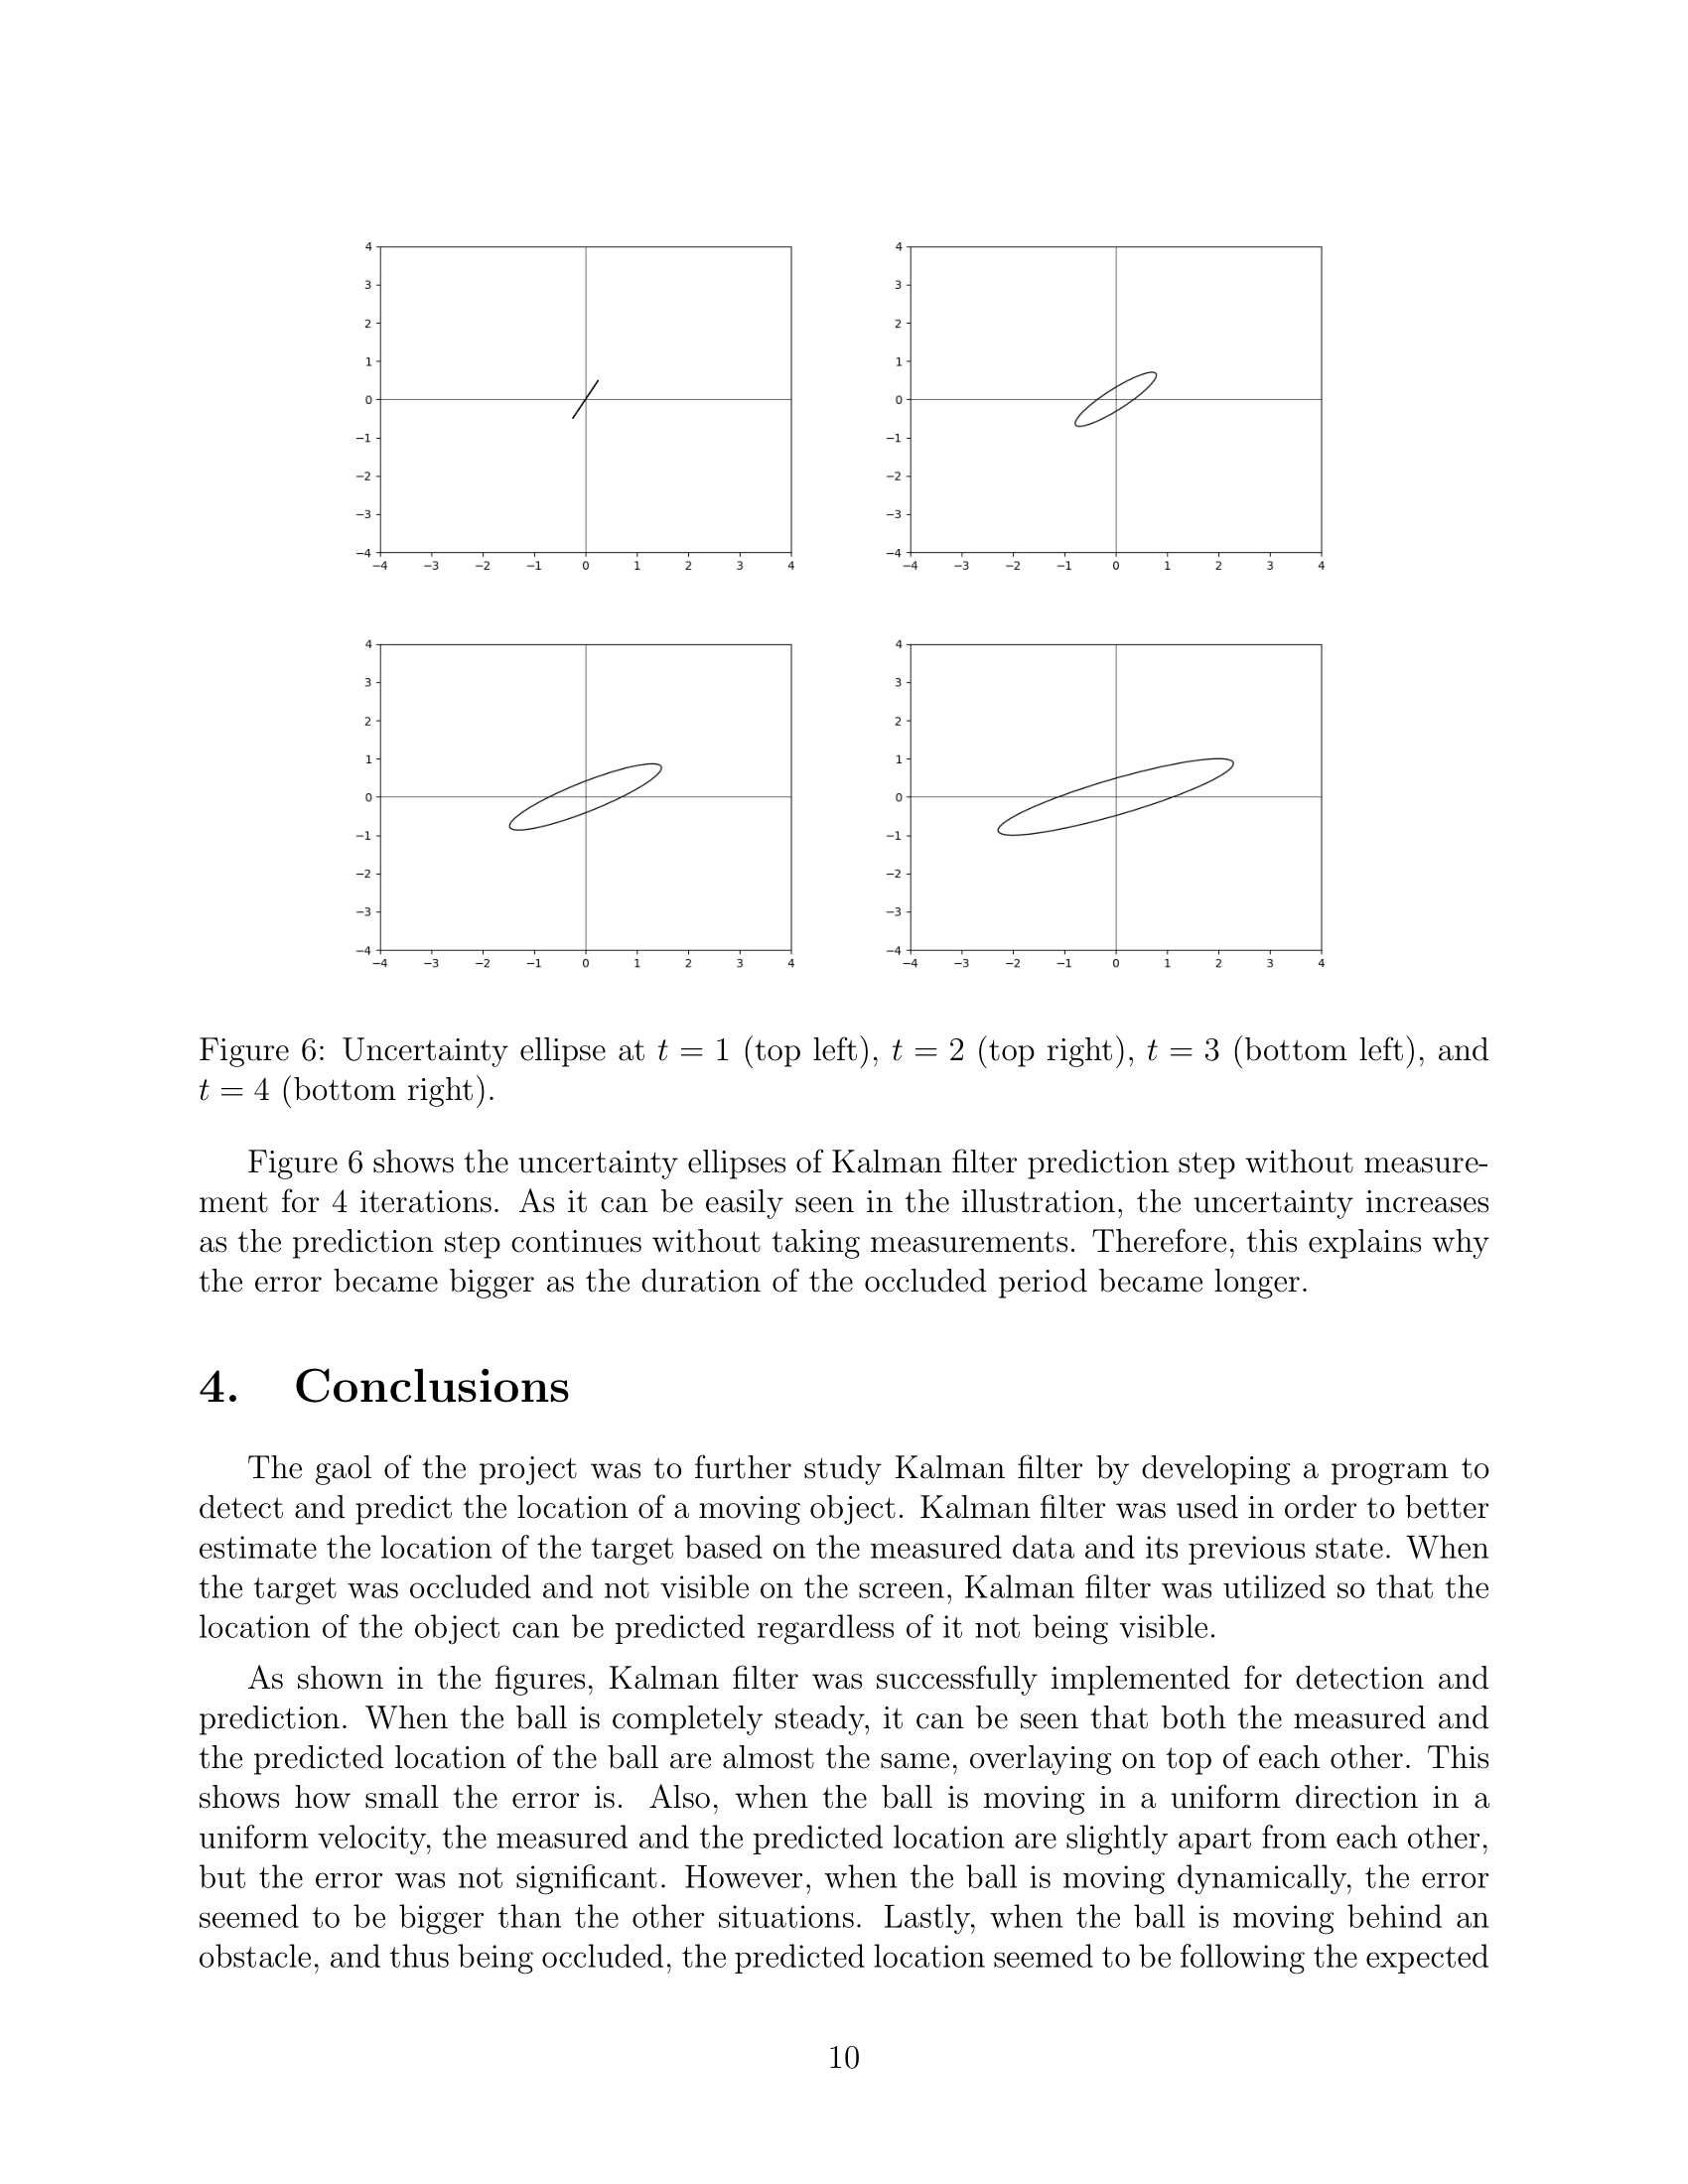 4
3
2
1
0
−1
−2
−3
−4
−4 −3 −2 −1 0 1 2 3 4
4
3
2
1
0
−1
−2
−3
−4
−4 −3 −2 −1 0 1 2 3 4
4
3
2
1
0
−1
−2
−3
−4
−4 −3 −2 −1 0 1 2 3 4
4
3
2
1
0
−1
−2
−3
−4
−4 −3 −2 −1 0 1 2 3 4
Figure 6: Uncertainty ellipse at t = 1 (top left), t = 2 (top right), t = 3 (bottom left), and
t = 4 (bottom right).
Figure 6 shows the uncertainty ellipses of Kalman filter prediction step without measure-
ment for 4 iterations. As it can be easily seen in the illustration, the uncertainty increases
as the prediction step continues without taking measurements. Therefore, this explains why
the error became bigger as the duration of the occluded period became longer.
4. Conclusions
The gaol of the project was to further study Kalman filter by developing a program to
detect and predict the location of a moving object. Kalman filter was used in order to better
estimate the location of the target based on the measured data and its previous state. When
the target was occluded and not visible on the screen, Kalman filter was utilized so that the
location of the object can be predicted regardless of it not being visible.
As shown in the figures, Kalman filter was successfully implemented for detection and
prediction. When the ball is completely steady, it can be seen that both the measured and
the predicted location of the ball are almost the same, overlaying on top of each other. This
shows how small the error is. Also, when the ball is moving in a uniform direction in a
uniform velocity, the measured and the predicted location are slightly apart from each other,
but the error was not significant. However, when the ball is moving dynamically, the error
seemed to be bigger than the other situations. Lastly, when the ball is moving behind an
obstacle, and thus being occluded, the predicted location seemed to be following the expected
10